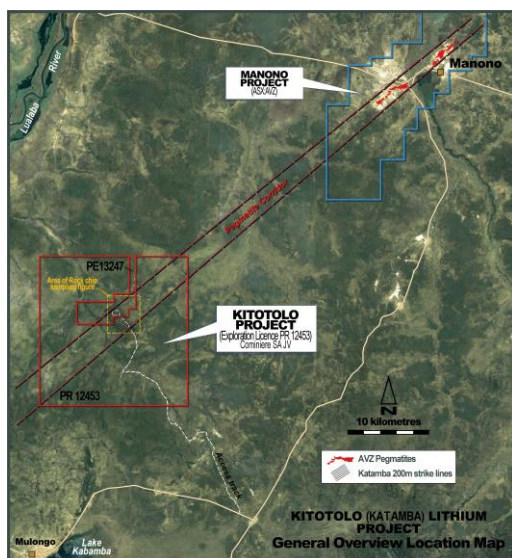 Lualaba
River
MANONO
PROJECT
(ASX:AVZ)
Manono
Pegmatite Corridor
PE13247
Area of Rock chip
sampling figure
KITOTOLO
PROJECT
(Exploration Licence PR 12453)
Cominiere SA JV
PR 12453
N
10 kilometres
AVZ Pegmatites
Katamba 200m strike lines
Access track
KITOTOLO (KATAMBA) LITHIUM
PROJECT
General Overview Location Map
Mulongo
Lake
Kabamba